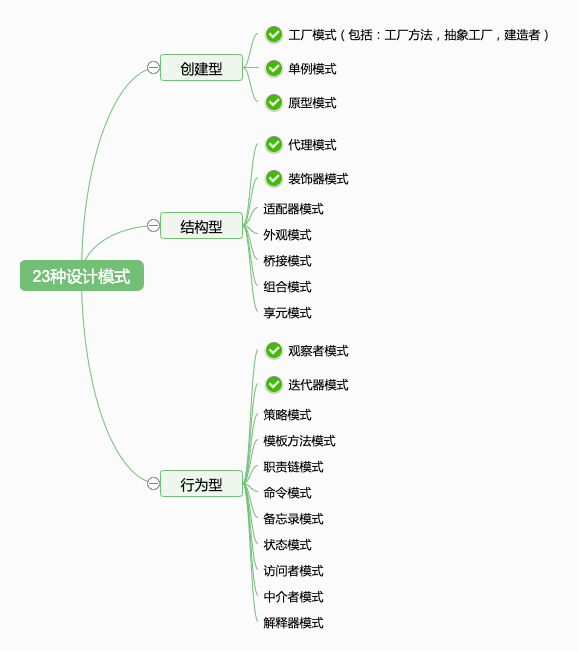 23种设计模式
创建型
工厂模式（包括：工厂方法，抽象工厂，建造者）
单例模式
原型模式
结构型
代理模式
装饰器模式
适配器模式
外观模式
桥接模式
组合模式
享元模式
行为型
观察者模式
迭代器模式
策略模式
模板方法模式
职责链模式
命令模式
备忘录模式
状态模式
访问者模式
中介者模式
解释器模式